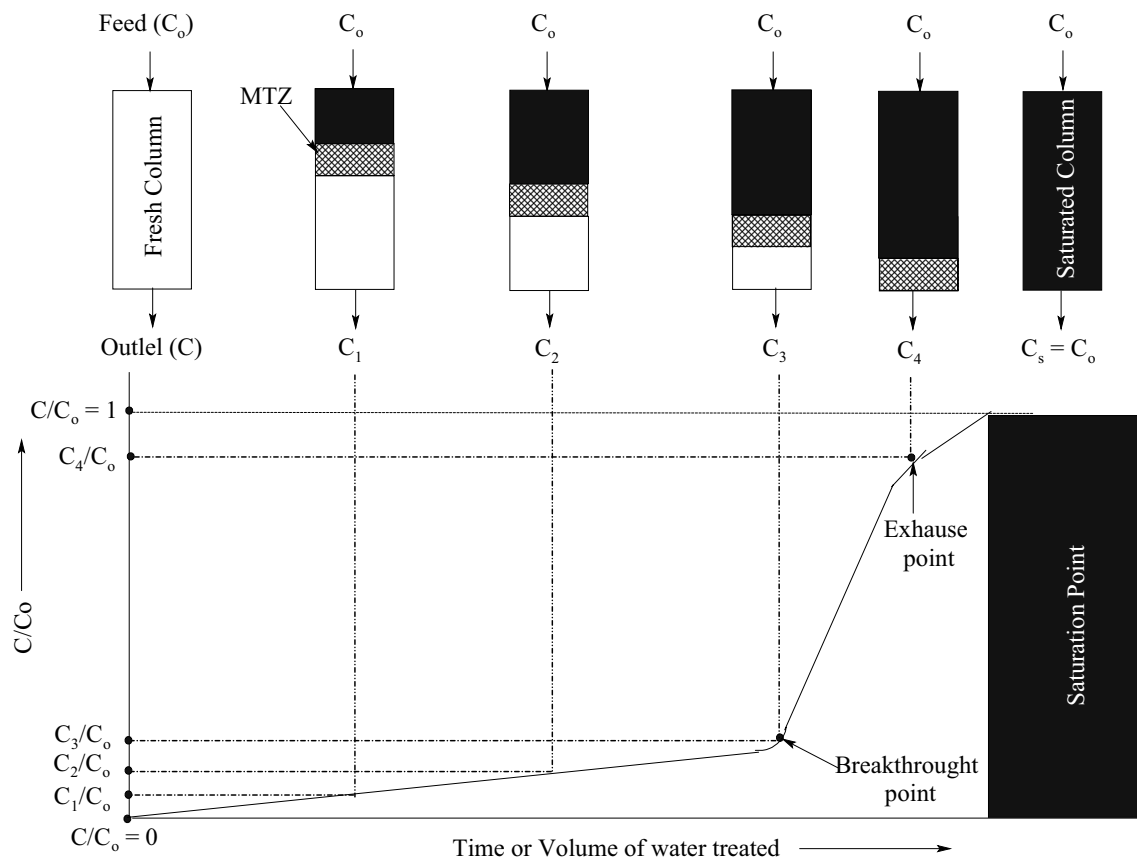 Feed (Cₒ)
Cₒ
Cₒ
Cₒ
Cₒ
Cₒ
MTZ
Fresh Column
Saturated Column
Outlel (C)
C₁
C₂
C₃
C₄
Cₛ = Cₒ
C/Cₒ = 1
C₄/Cₒ
Exhause
point
C/Co
Saturation Point
C₃/Cₒ
C₂/Cₒ
Breakthrought
point
C₁/Cₒ
C/Cₒ = 0
Time or Volume of water treated